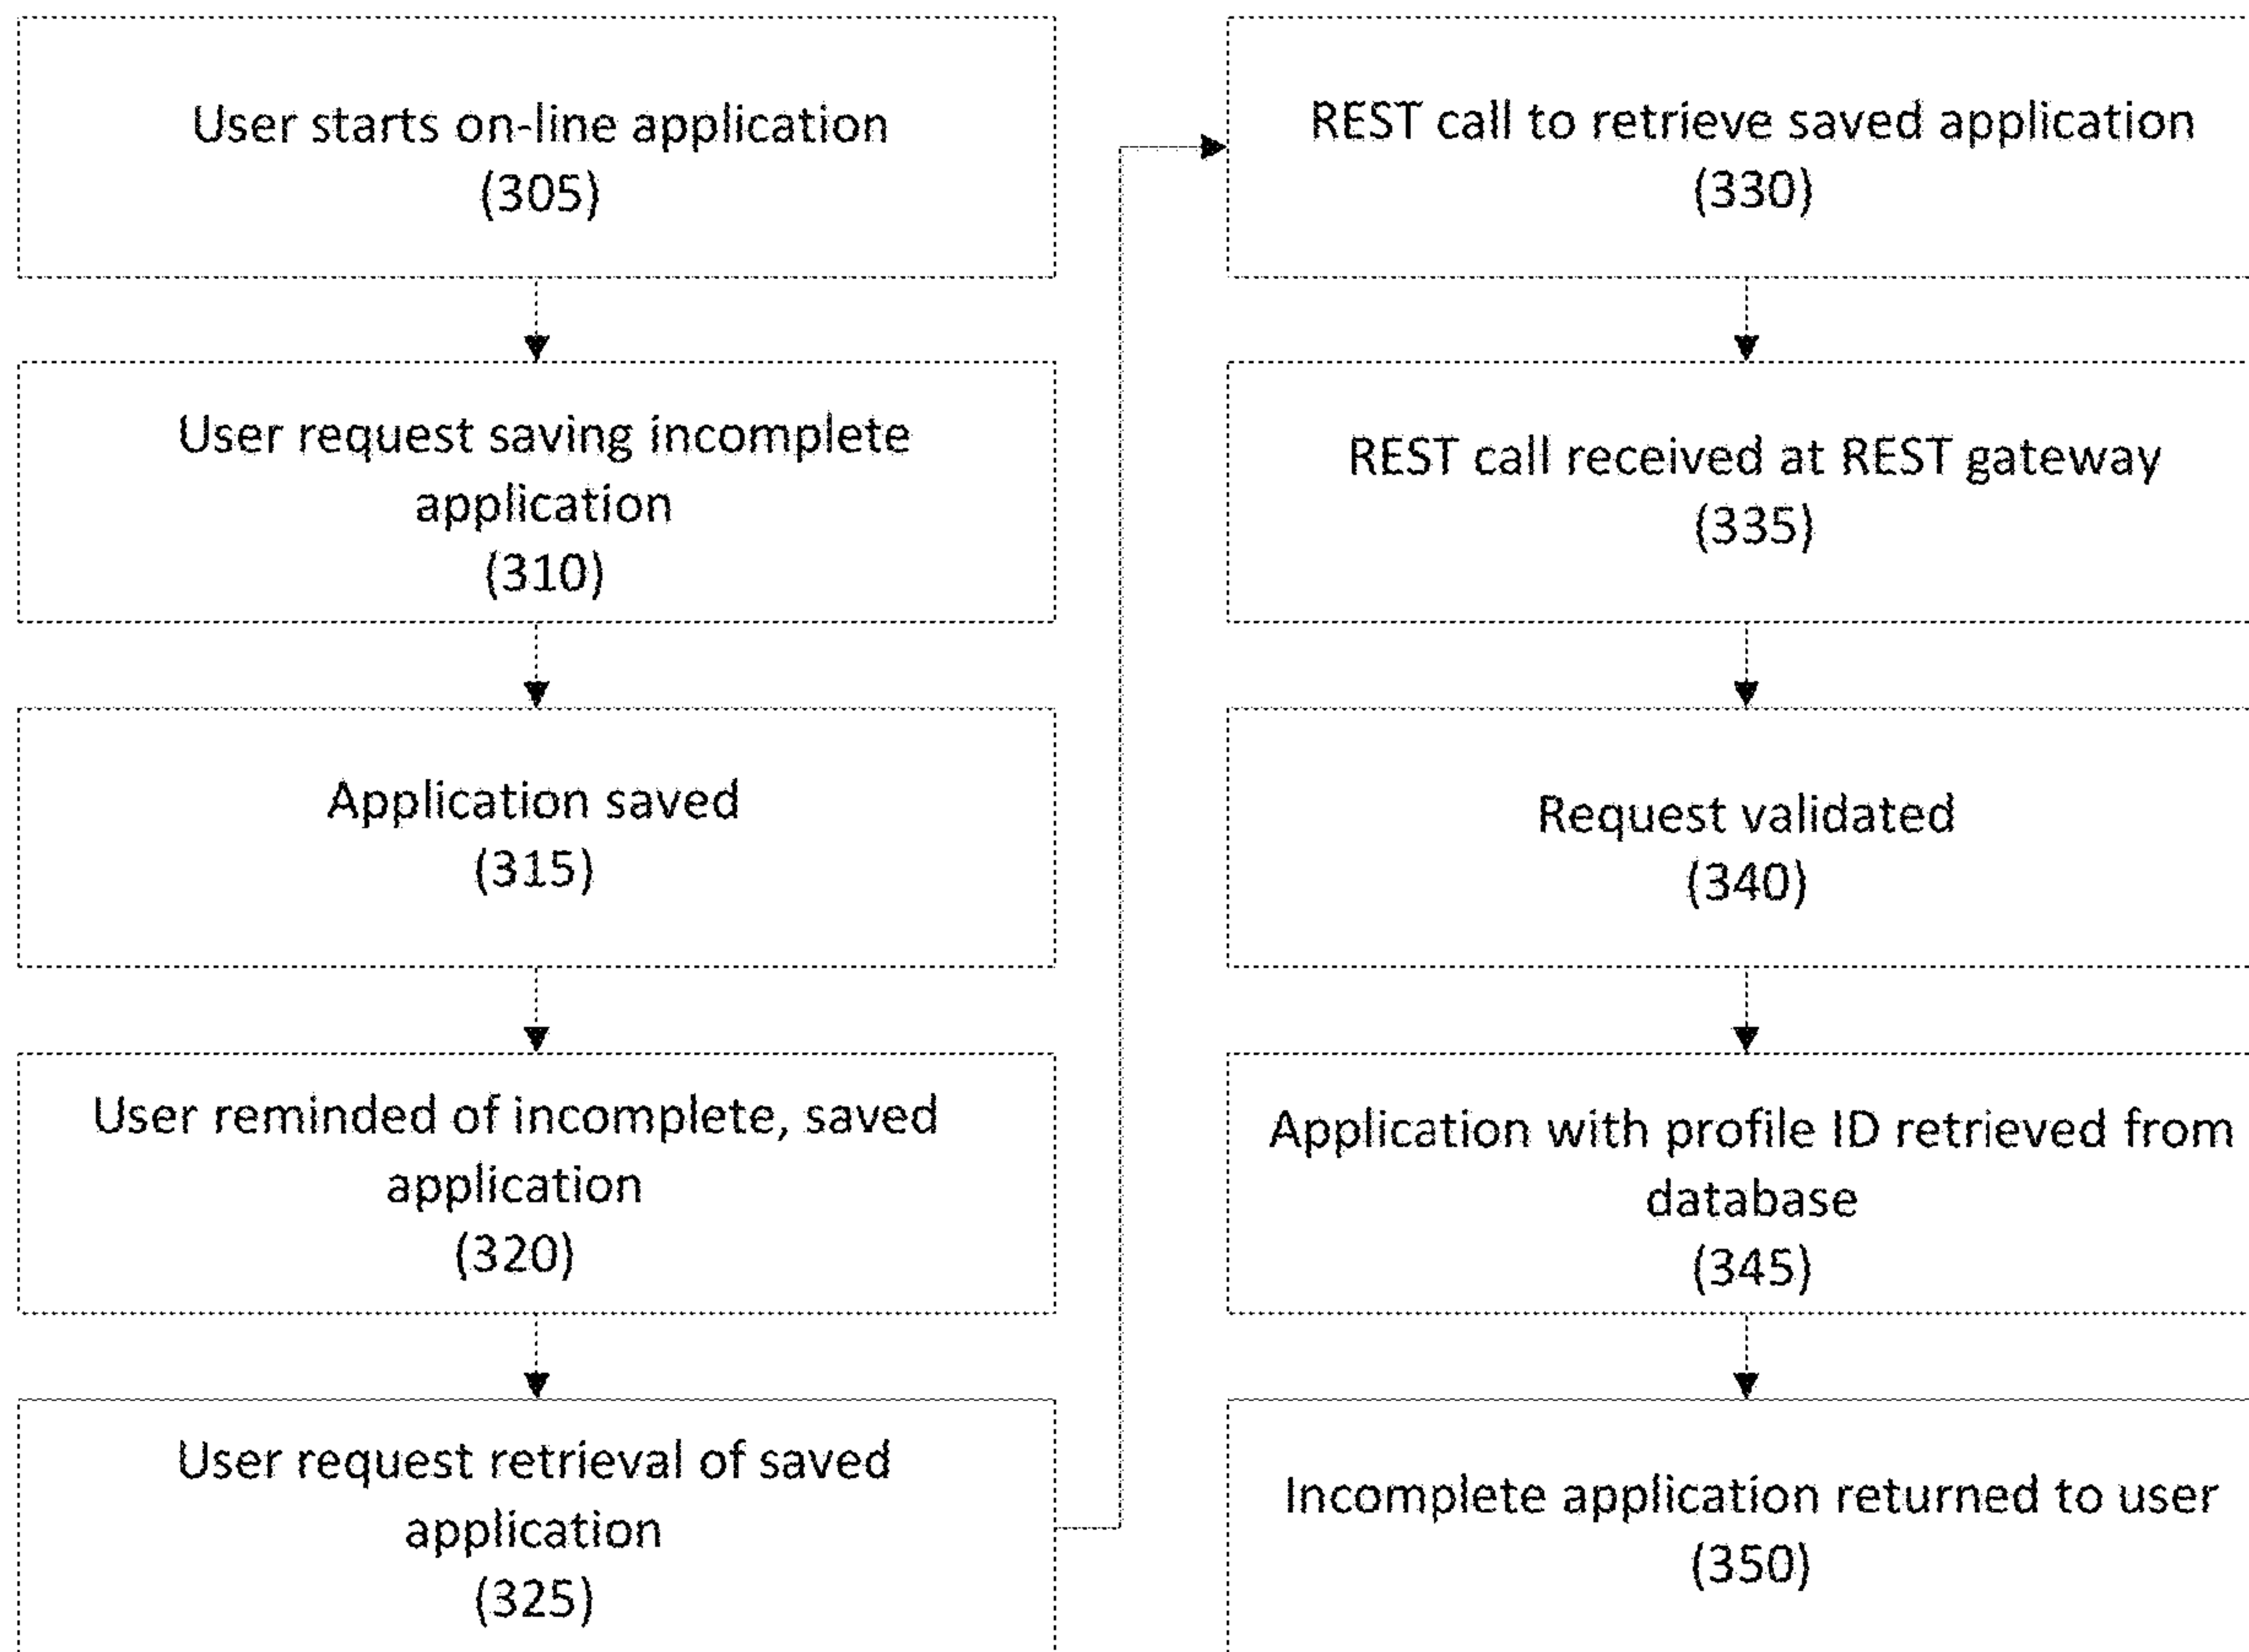 User starts on-line application
(305)
User request saving incomplete
application
(310)
Application saved
(315)
User reminded of incomplete, saved
application
(320)
User request retrieval of saved
application
(325)
REST call to retrieve saved application
(330)
REST call received at REST gateway
(335)
Request validated
(340)
Application with profile ID retrieved from
database
(345)
Incomplete application returned to user
(350)